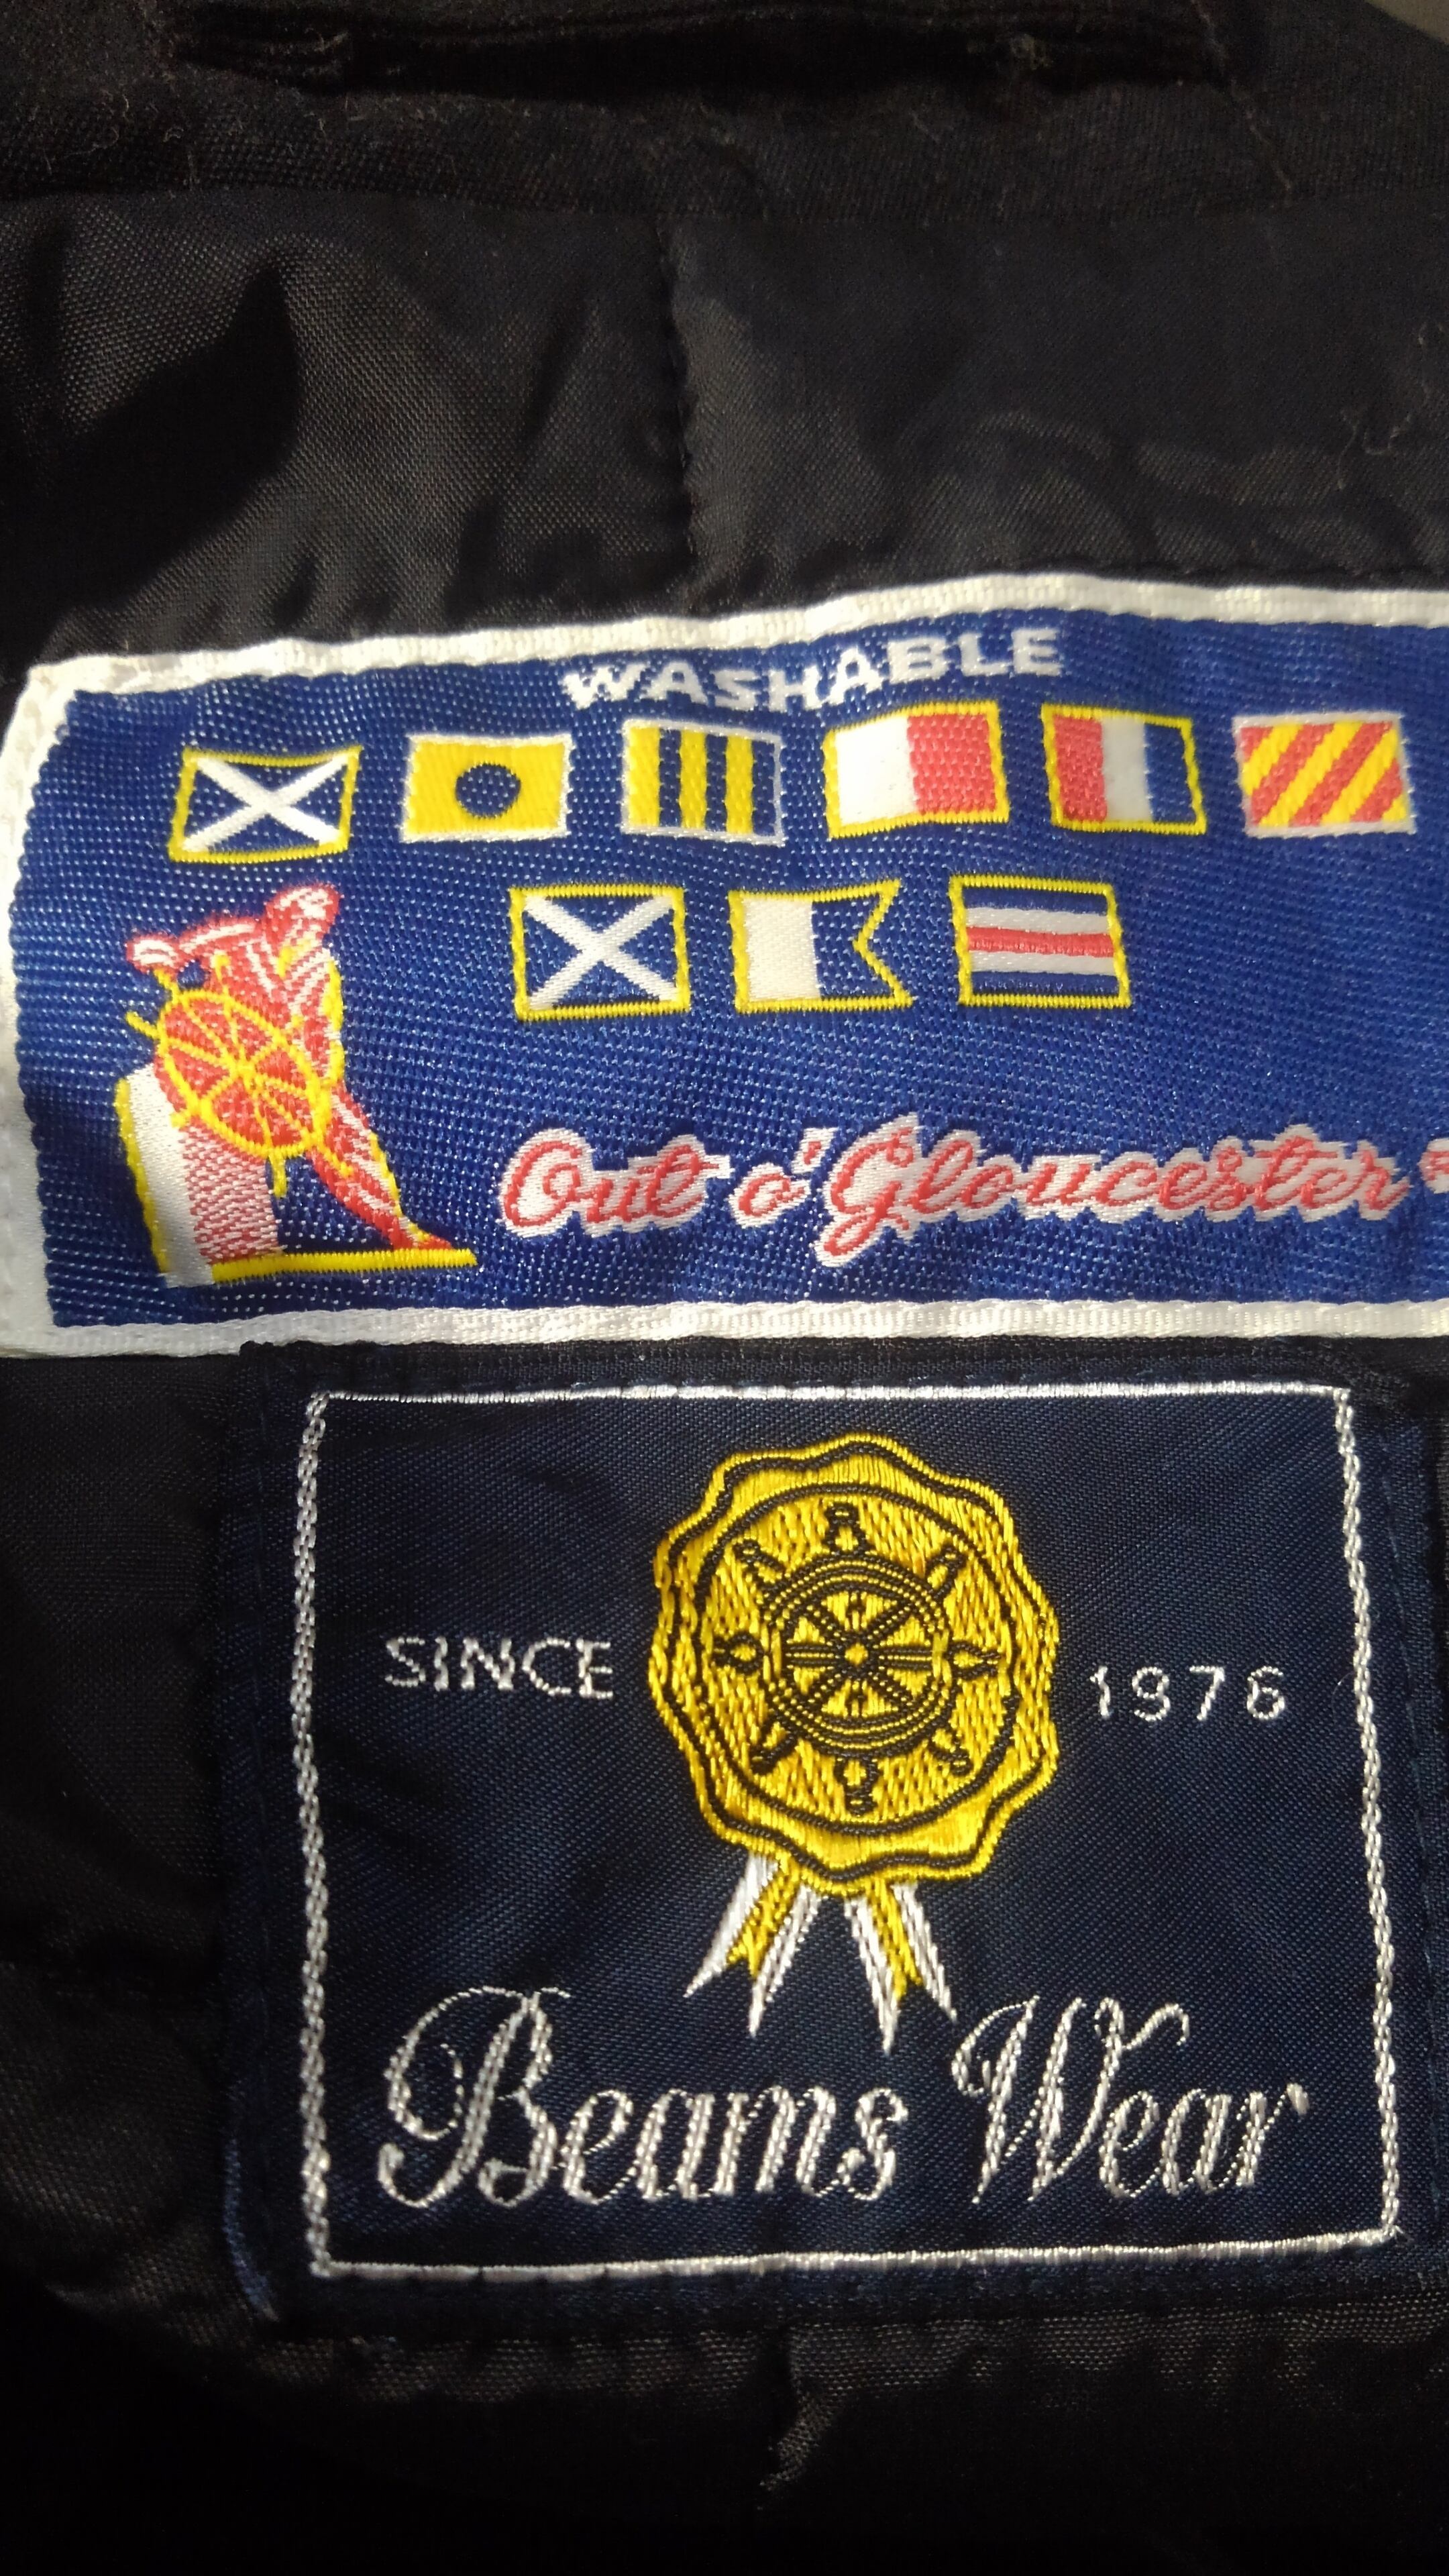 WASHABLE
Out o' Gloucester
SINCE 1976
Beams Wear